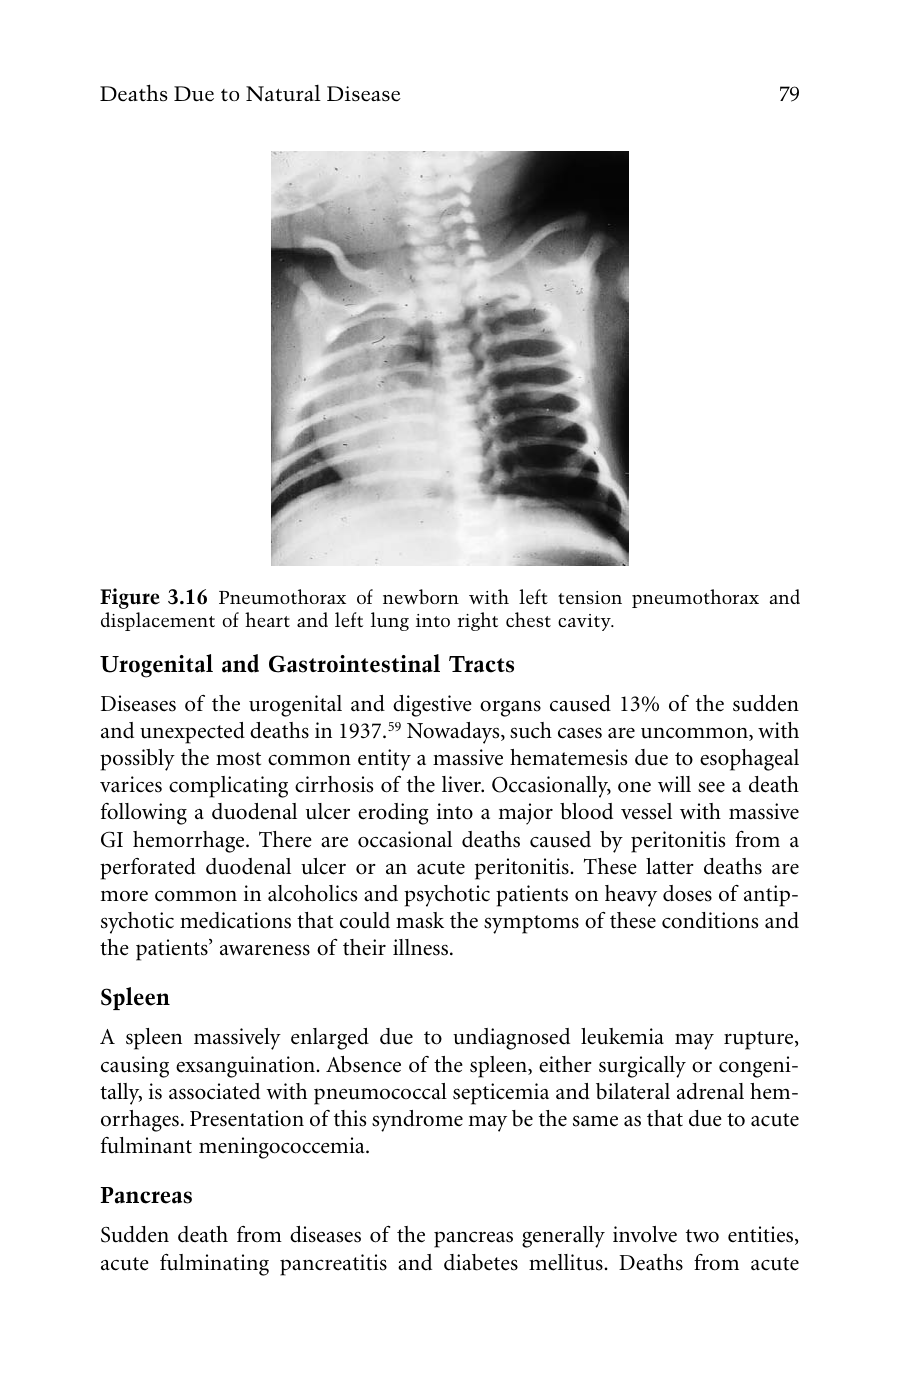 Deaths Due to Natural Disease 79
Figure 3.16 Pneumothorax of newborn with left tension pneumothorax and
displacement of heart and left lung into right chest cavity.
Urogenital and Gastrointestinal Tracts
Diseases of the urogenital and digestive organs caused 13% of the sudden
and unexpected deaths in 1937.59 Nowadays, such cases are uncommon, with
possibly the most common entity a massive hematemesis due to esophageal
varices complicating cirrhosis of the liver. Occasionally, one will see a death
following a duodenal ulcer eroding into a major blood vessel with massive
GI hemorrhage. There are occasional deaths caused by peritonitis from a
perforated duodenal ulcer or an acute peritonitis. These latter deaths are
more common in alcoholics and psychotic patients on heavy doses of antip-
sychotic medications that could mask the symptoms of these conditions and
the patients’ awareness of their illness.
Spleen
A spleen massively enlarged due to undiagnosed leukemia may rupture,
causing exsanguination. Absence of the spleen, either surgically or congeni-
tally, is associated with pneumococcal septicemia and bilateral adrenal hem-
orrhages. Presentation of this syndrome may be the same as that due to acute
fulminant meningococcemia.
Pancreas
Sudden death from diseases of the pancreas generally involve two entities,
acute fulminating pancreatitis and diabetes mellitus. Deaths from acute